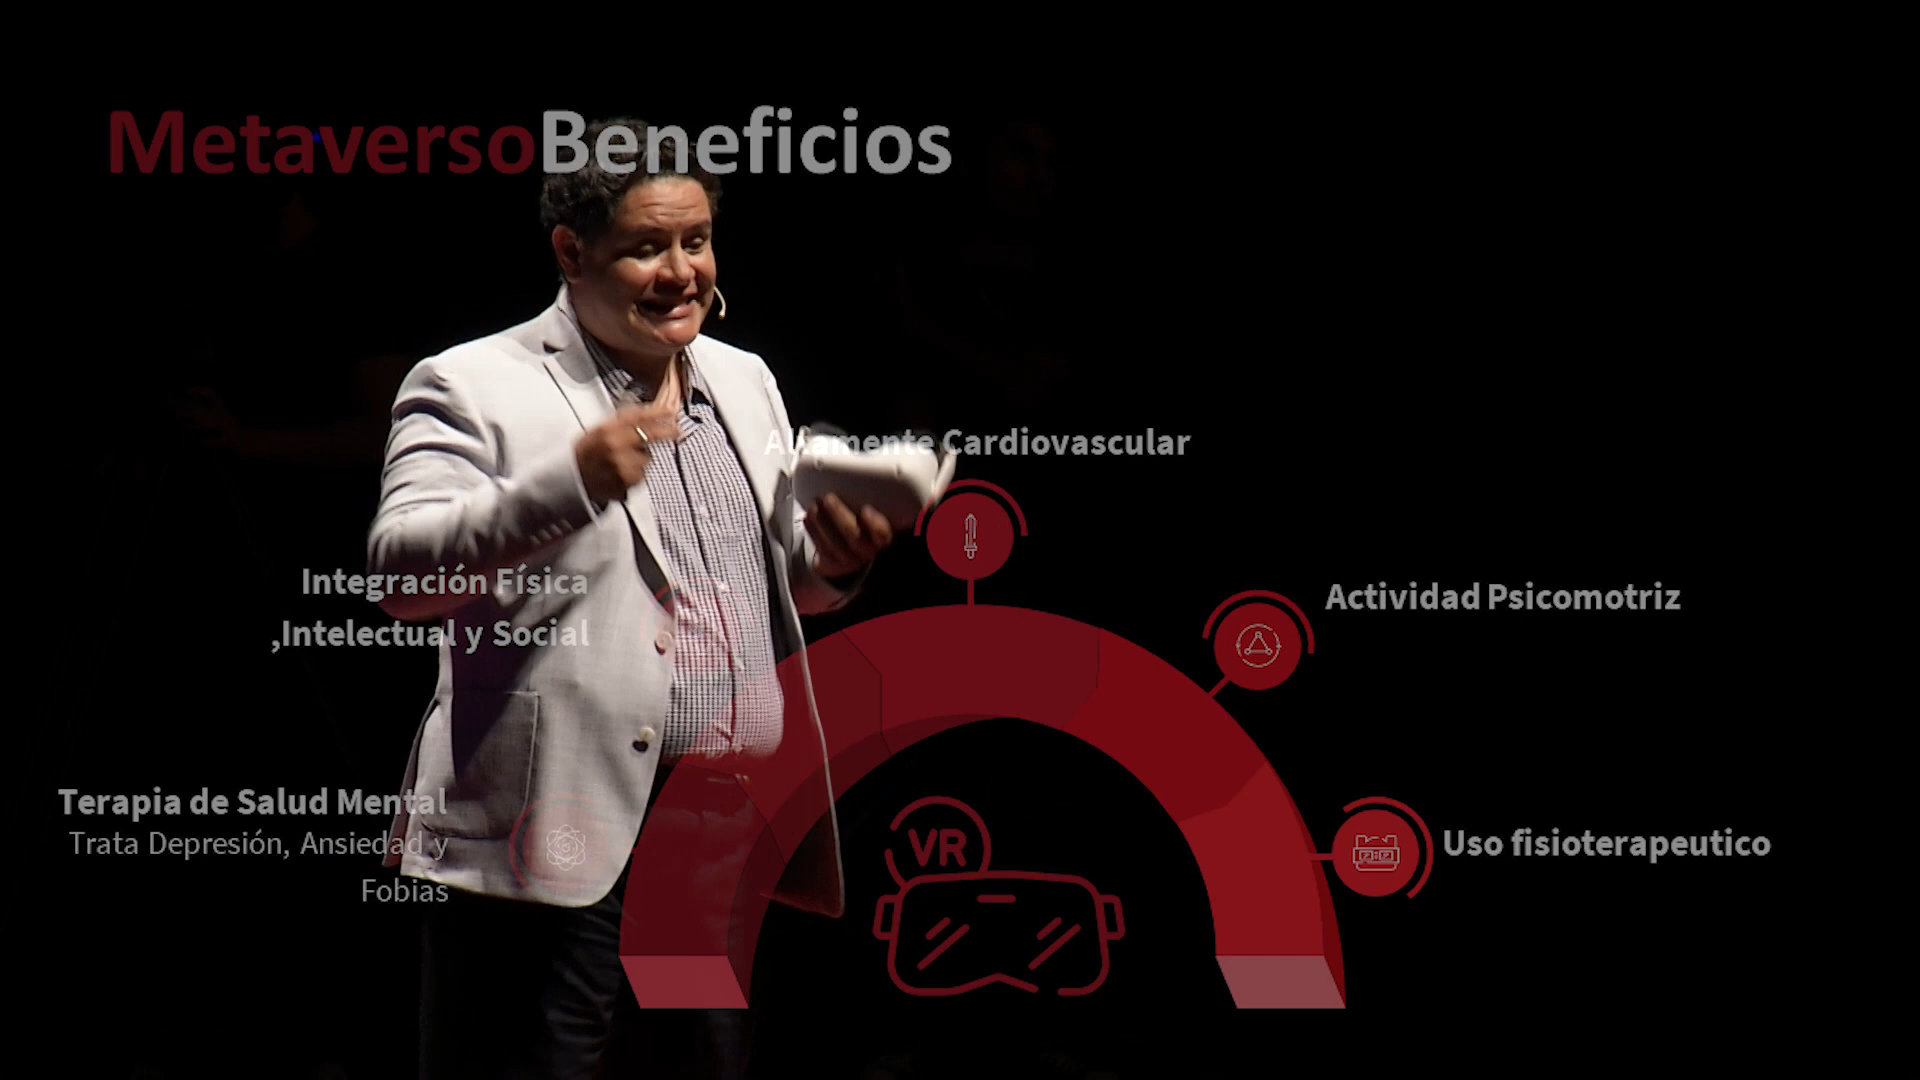 MetaversoBeneficios
Altamente Cardiovascular
Integración Física
,Intelectual y Social
Actividad Psicomotriz
Terapia de Salud Mental
Trata Depresión, Ansiedad y
Fobias
Uso fisioterapeutico
VR